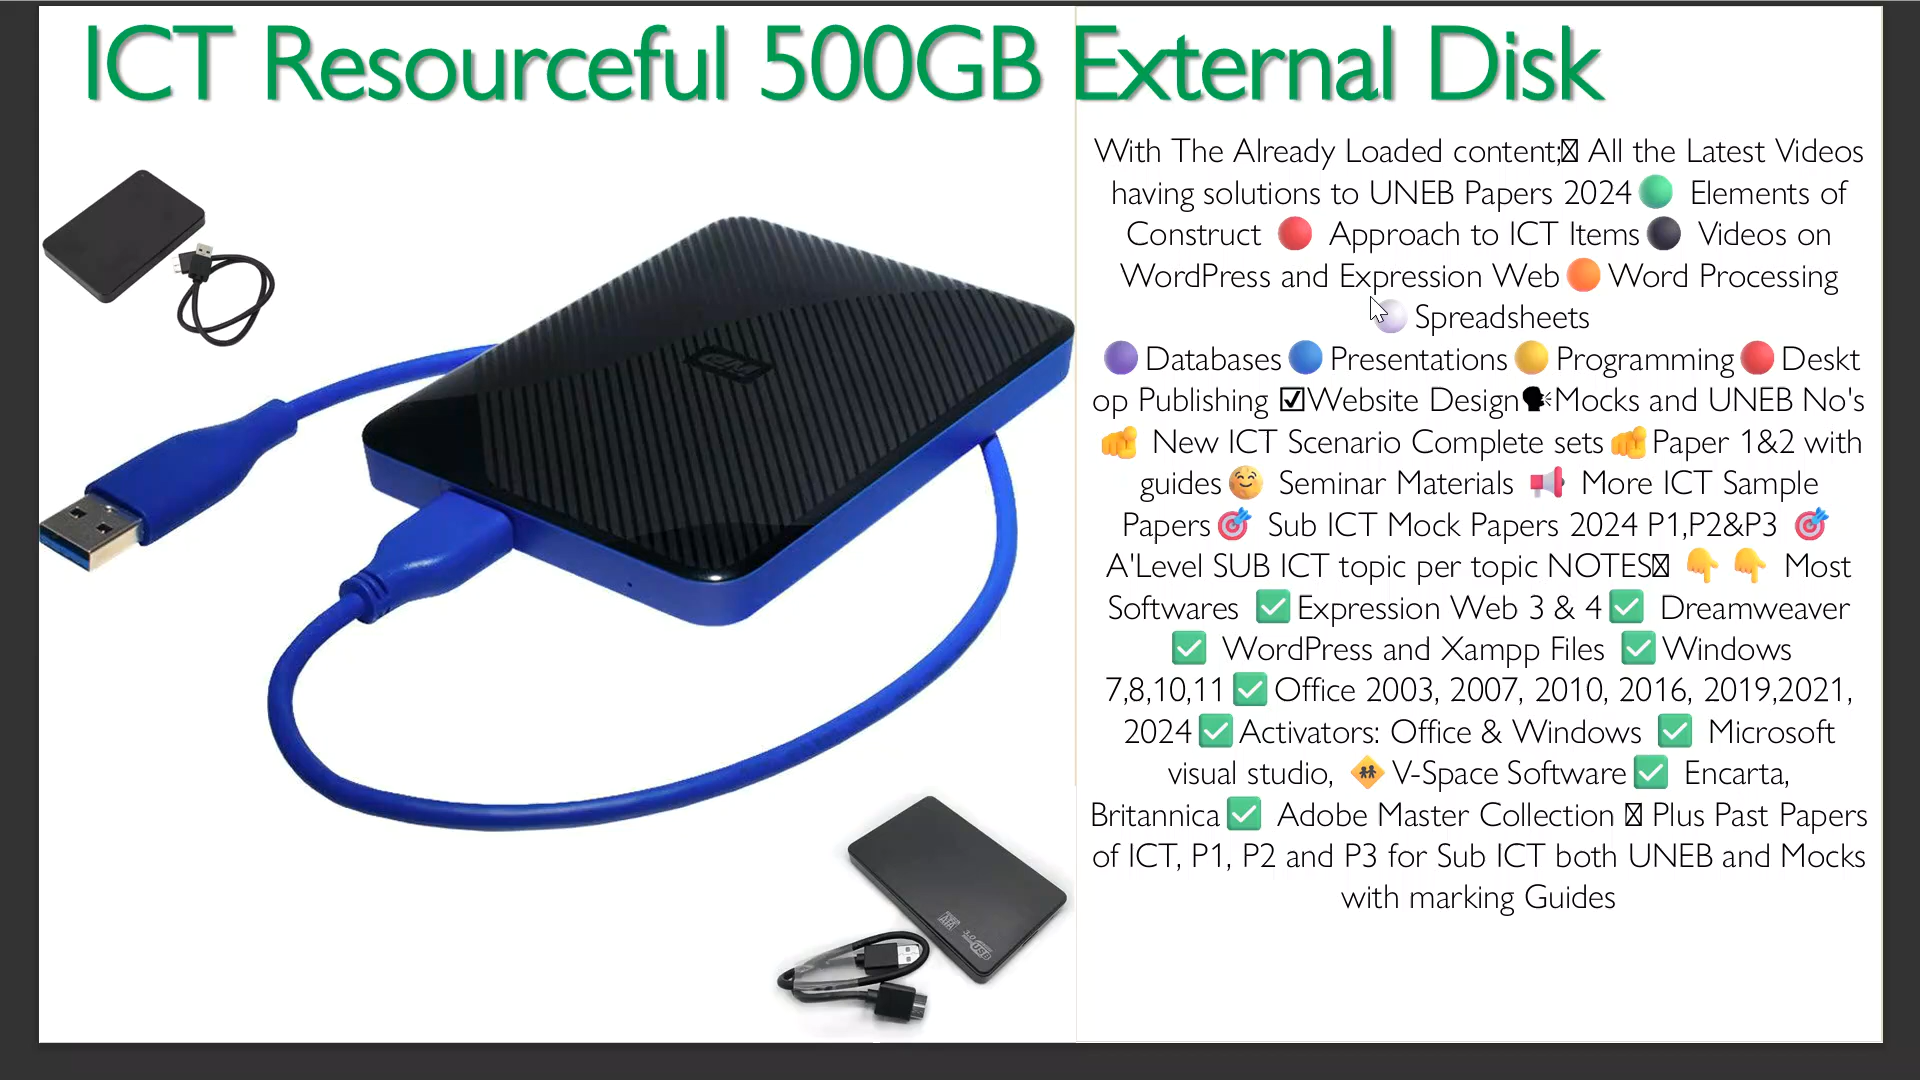 ICT Resourceful 500GB External Disk
With The Already Loaded content; All the Latest Videos
having solutions to UNEB Papers 2024🟢 Elements of
Construct 🔴 Approach to ICT Items⚫ Videos on
WordPress and Expression Web🟠Word Processing
⚪Spreadsheets
🟣Databases🔵Presentations🟡Programming🔴Deskt
op Publishing ☑Website Design🗣Mocks and UNEB No's
🫵 New ICT Scenario Complete sets🫵Paper 1&2 with
guides😊 Seminar Materials 📢 More ICT Sample
Papers🎯 Sub ICT Mock Papers 2024 P1,P2&P3 🎯
A'Level SUB ICT topic per topic NOTES 👇 👇 Most
Softwares ✅Expression Web 3 & 4✅ Dreamweaver
✅ WordPress and Xampp Files ✅Windows
7,8,10,11✅Office 2003, 2007, 2010, 2016, 2019,2021,
2024✅Activators: Office & Windows ✅ Microsoft
visual studio, 🚸V-Space Software✅ Encarta,
Britannica✅ Adobe Master Collection Plus Past Papers
of ICT, P1, P2 and P3 for Sub ICT both UNEB and Mocks
with marking Guides